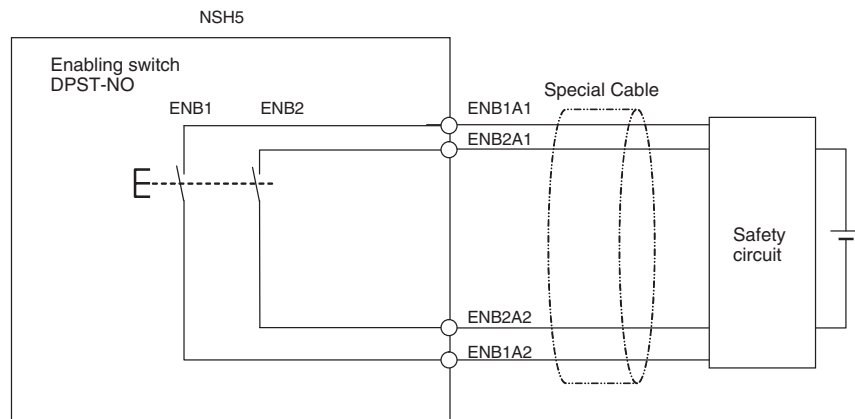 NSH5
Enabling switch
DPST-NO
ENB1
ENB2
ENB1A1
ENB2A1
Special Cable
Safety
circuit
ENB2A2
ENB1A2